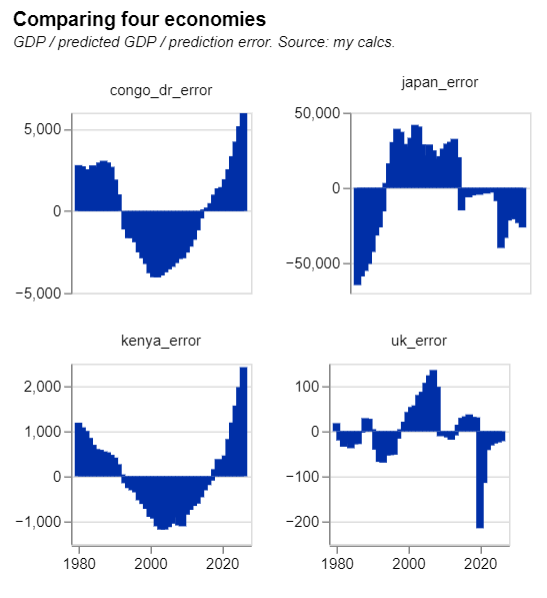 Comparing four economies
GDP / predicted GDP / prediction error. Source: my calcs.
congo_dr_error
5,000
0
−5,000
japan_error
50,000
0
−50,000
kenya_error
2,000
1,000
0
−1,000
1980 2000 2020
uk_error
100
0
−100
−200
1980 2000 2020